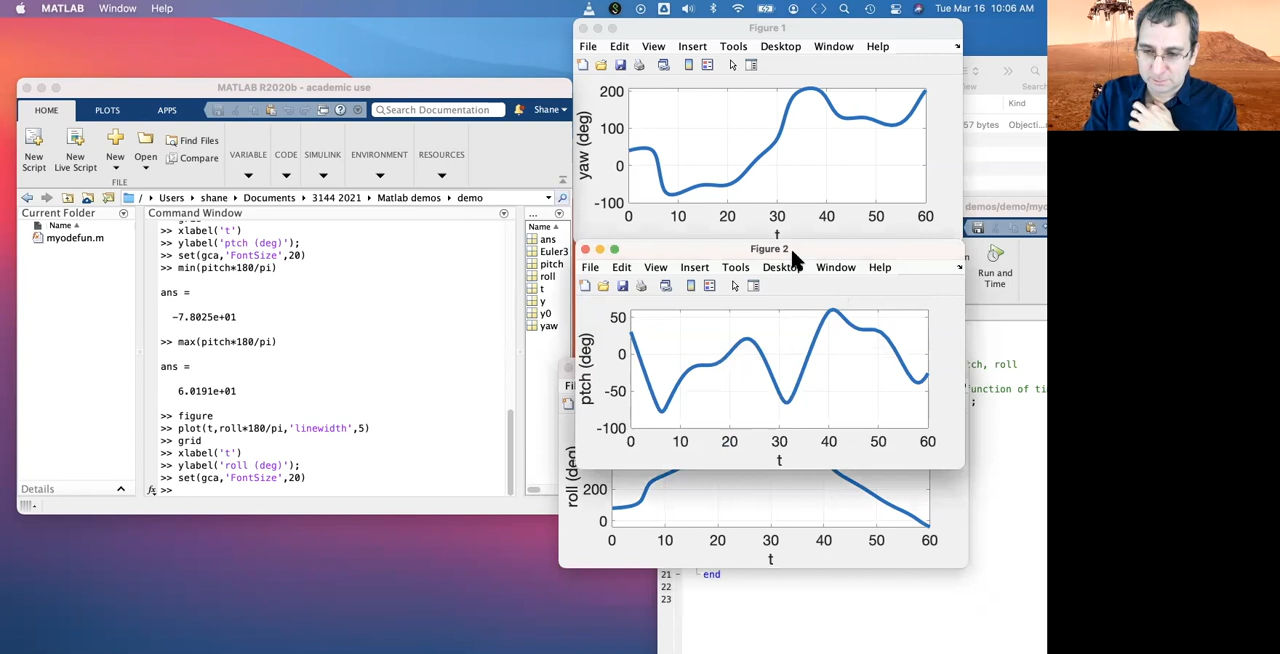 MATLAB Window Help
Tue Mar 16 10:06 AM
MATLAB R2020b - academic use
HOME PLOTS APPS
Search Documentation
Shane
New Script
New Live Script
New
Open
Find Files
Compare
FILE
VARIABLE
CODE
SIMULINK
ENVIRONMENT
RESOURCES
/ Users shane Documents 3144 2021 Matlab demos demo
Current Folder
Name
myodefun.m
Details
Command Window
>> xlabel('t')
>> ylabel('ptch (deg)');
>> set(gca,'FontSize',20)
>> min(pitch*180/pi)
ans =
-7.8025e+01
>> max(pitch*180/pi)
ans =
6.0191e+01
>> figure
>> plot(t,roll*180/pi,'linewidth',5)
>> grid
>> xlabel('t')
>> ylabel('roll (deg)');
>> set(gca,'FontSize',20)
fx >>
...
Name
ans
Euler3
pitch
roll
t
y
y0
yaw
Figure 1
File Edit View Insert Tools Desktop Window Help
yaw (deg)
200
100
0
-100
0 10 20 30 40 50 60
t
Figure 2
File Edit View Insert Tools Desktop Window Help
ptch (deg)
50
0
-50
-100
0 10 20 30 40 50 60
t
roll (deg)
200
0
0 10 20 30 40 50 60
t
Kind
57 bytes Objecti...
demos/demo/myo
Run and Time
tch, roll
function of ti
;
21 - end
22
23